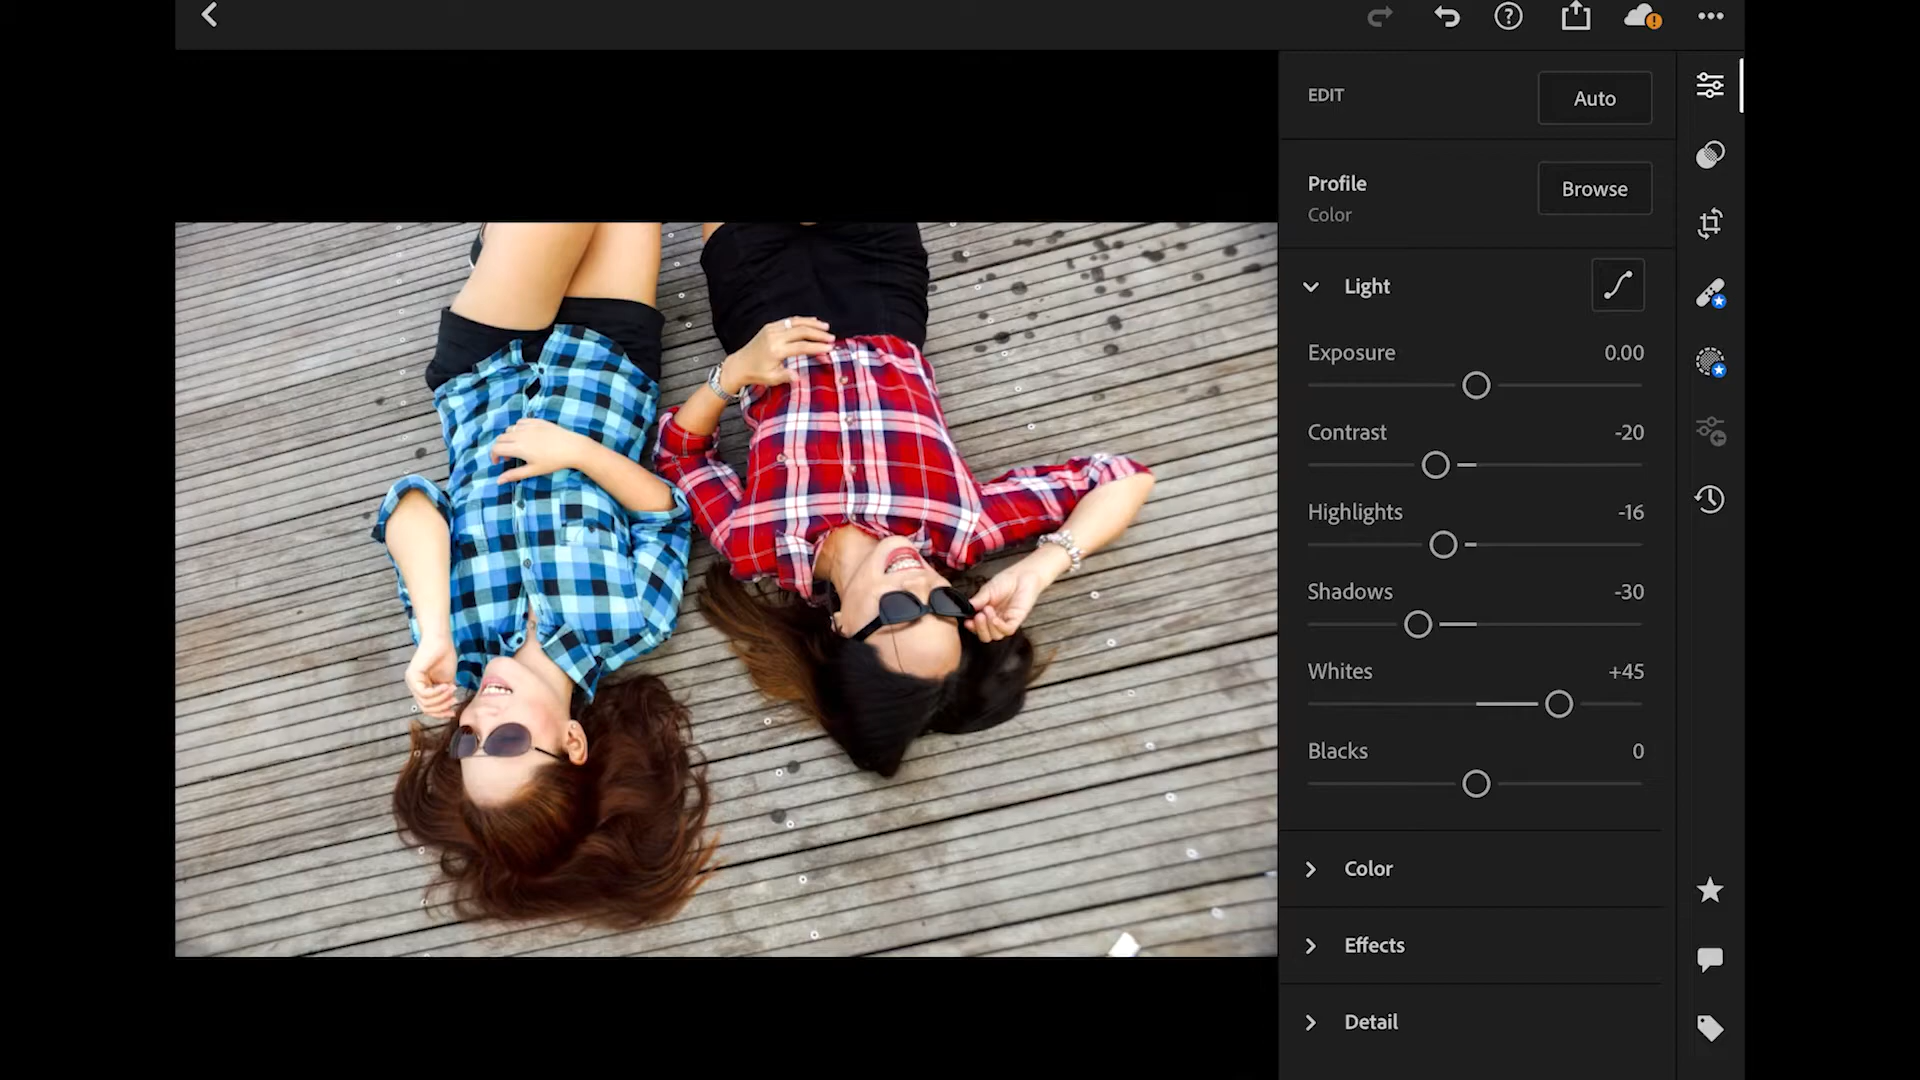 EDIT
Auto
Profile
Color
Browse
Light
Exposure 0.00
Contrast -20
Highlights -16
Shadows -30
Whites +45
Blacks 0
Color
Effects
Detail